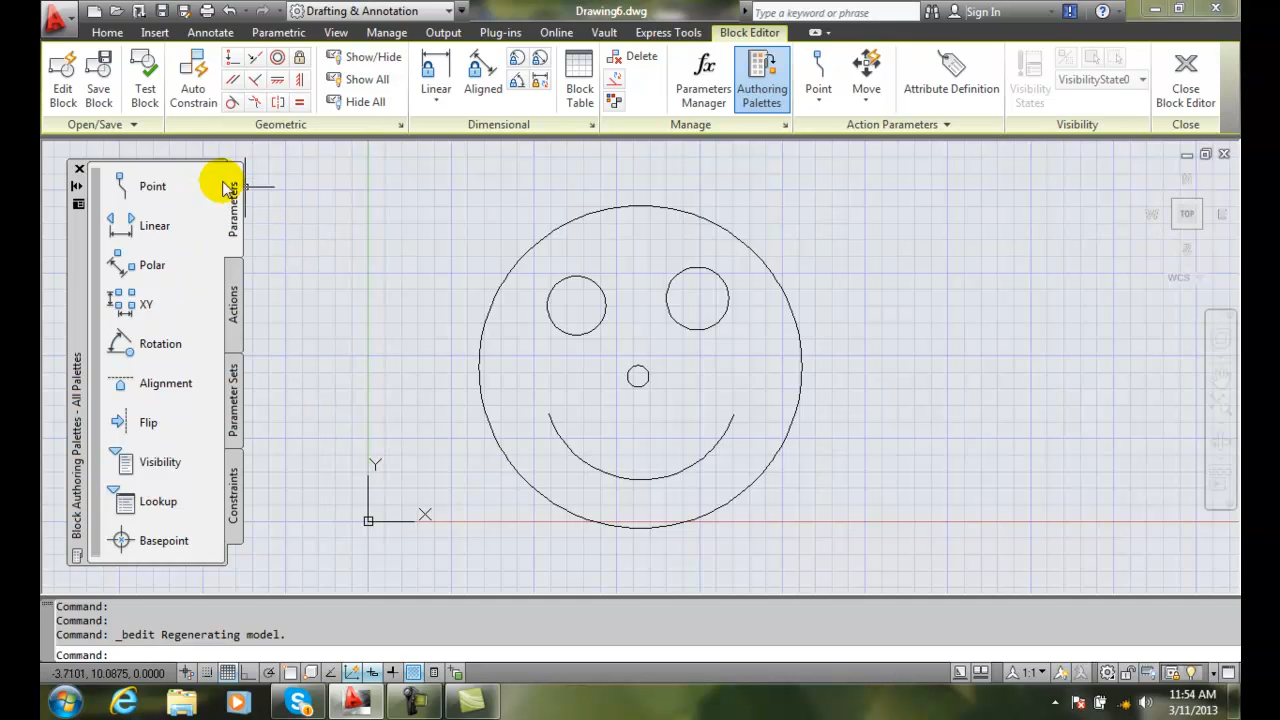 Drafting & Annotation
Drawing6.dwg
Type a keyword or phrase
Sign In
Home Insert Annotate Parametric View Manage Output Plug-ins Online Vault Express Tools Block Editor
Edit Block
Save Block
Test Block
Auto Constrain
Show/Hide
Show All
Hide All
Linear
Aligned
Block Table
Delete
Parameters Manager
Authoring Palettes
Point
Move
Attribute Definition
Visibility States
VisibilityState0
Close Block Editor
Open/Save
Geometric
Dimensional
Manage
Action Parameters
Visibility
Close
Point
Linear
Polar
XY
Rotation
Alignment
Flip
Visibility
Lookup
Basepoint
Parameters
Actions
Parameter Sets
Constraints
Block Authoring Palettes - All Palettes
N
W
TOP
E
S
WCS
Y
X
Command:
Command:
Command: _bedit Regenerating model.
Command:
-3.7101, 10.0875, 0.0000
1:1
11:54 AM
3/11/2013